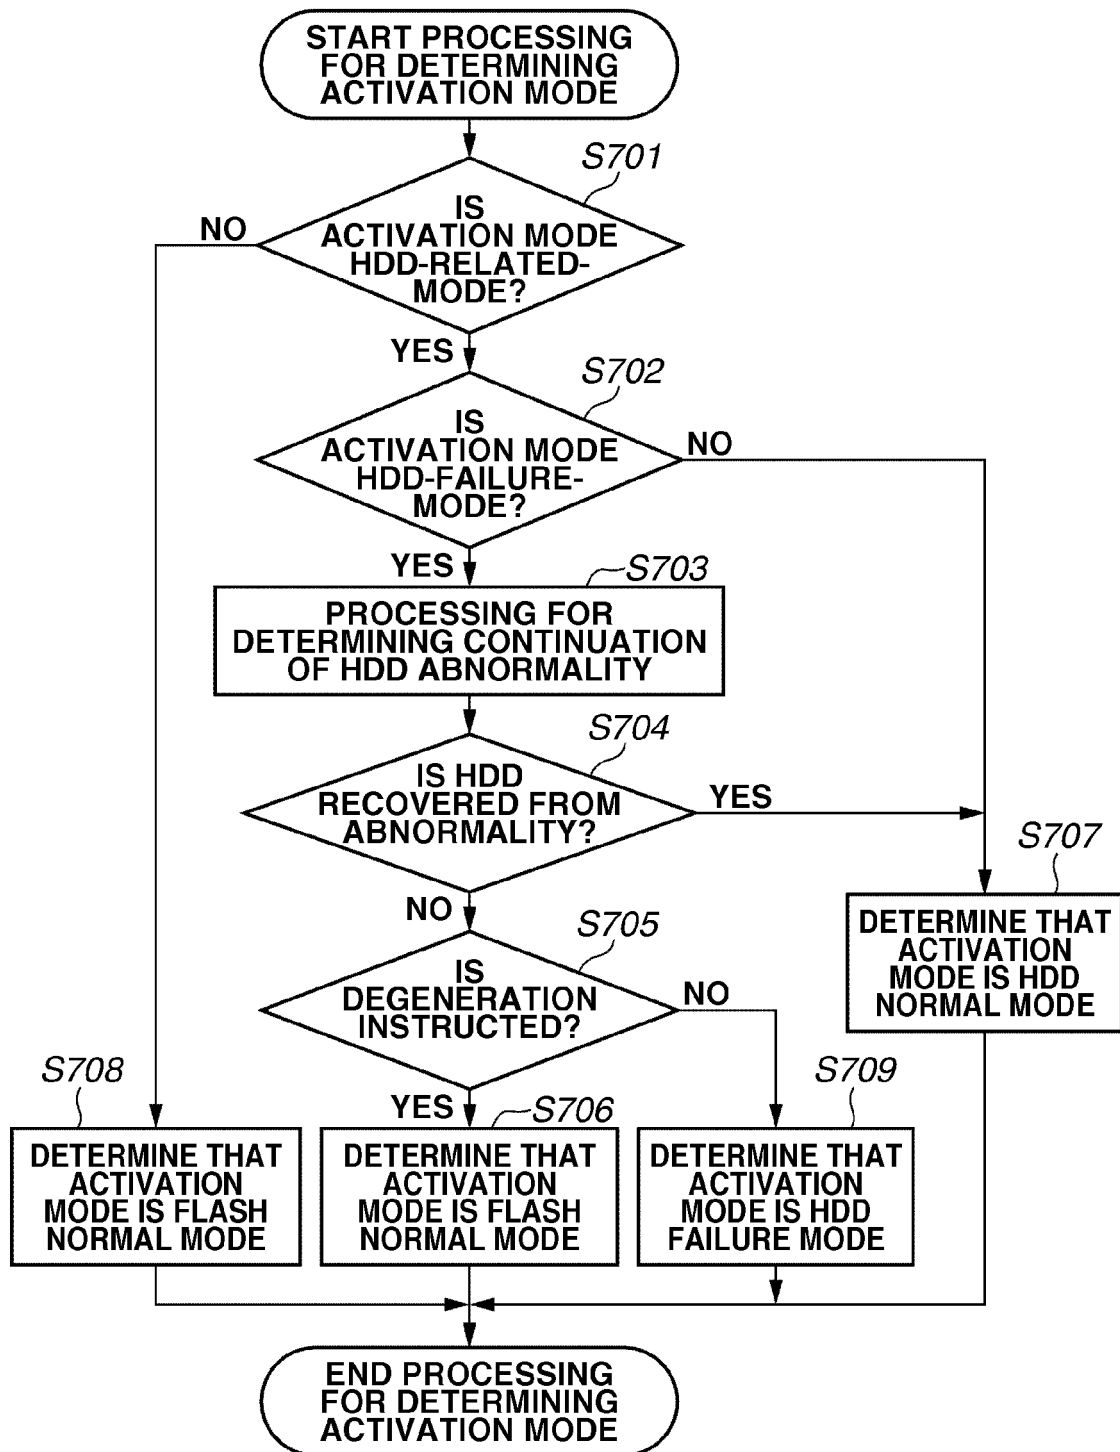 START PROCESSING
FOR DETERMINING
ACTIVATION MODE
S701
IS
ACTIVATION MODE
HDD-RELATED-
MODE?
NO
YES
S702
IS
ACTIVATION MODE
HDD-FAILURE-
MODE?
NO
YES
S703
PROCESSING FOR
DETERMINING CONTINUATION
OF HDD ABNORMALITY
S704
IS HDD
RECOVERED FROM
ABNORMALITY?
YES
NO
S707
DETERMINE THAT
ACTIVATION
MODE IS HDD
NORMAL MODE
S705
IS
DEGENERATION
INSTRUCTED?
NO
YES
S708
DETERMINE THAT
ACTIVATION
MODE IS FLASH
NORMAL MODE
S706
DETERMINE THAT
ACTIVATION
MODE IS FLASH
NORMAL MODE
S709
DETERMINE THAT
ACTIVATION
MODE IS HDD
FAILURE MODE
END PROCESSING
FOR DETERMINING
ACTIVATION MODE